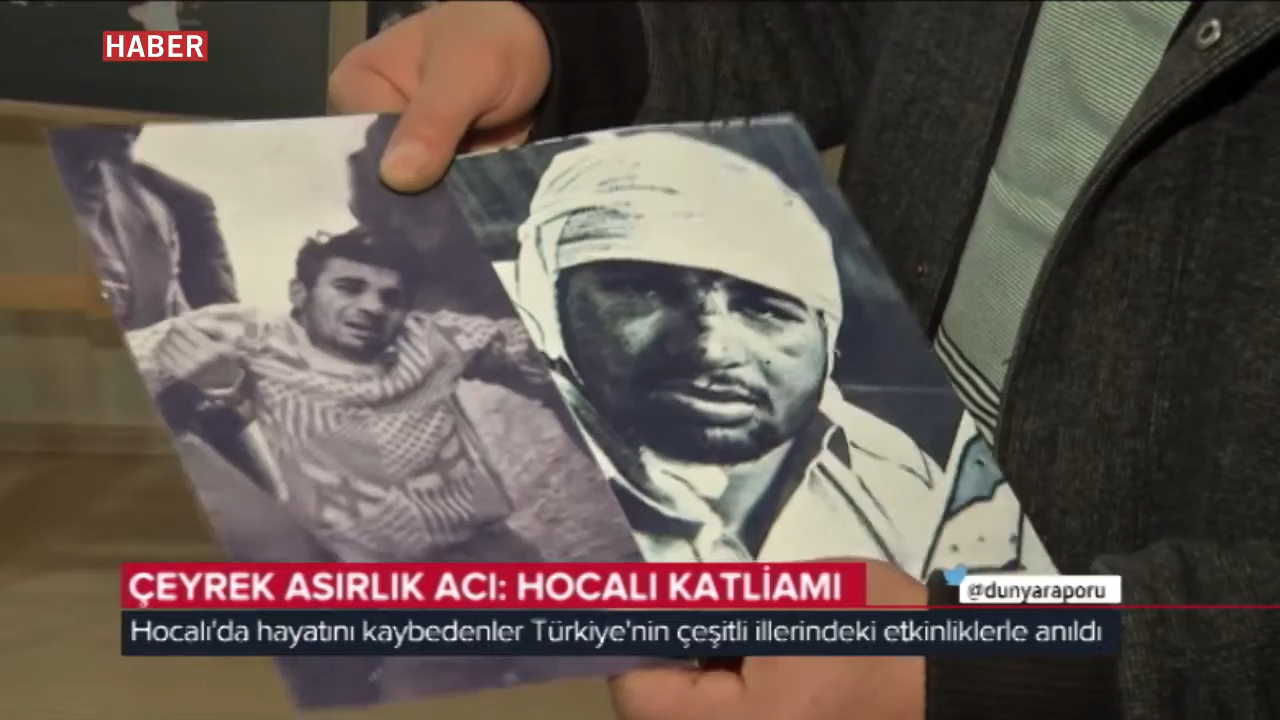 HABER
ÇEYREK ASIRLIK ACI: HOCALI KATLİAMI
@dunyaraporu
Hocalı'da hayatını kaybedenler Türkiye'nin çeşitli illerindeki etkinliklerle anıldı